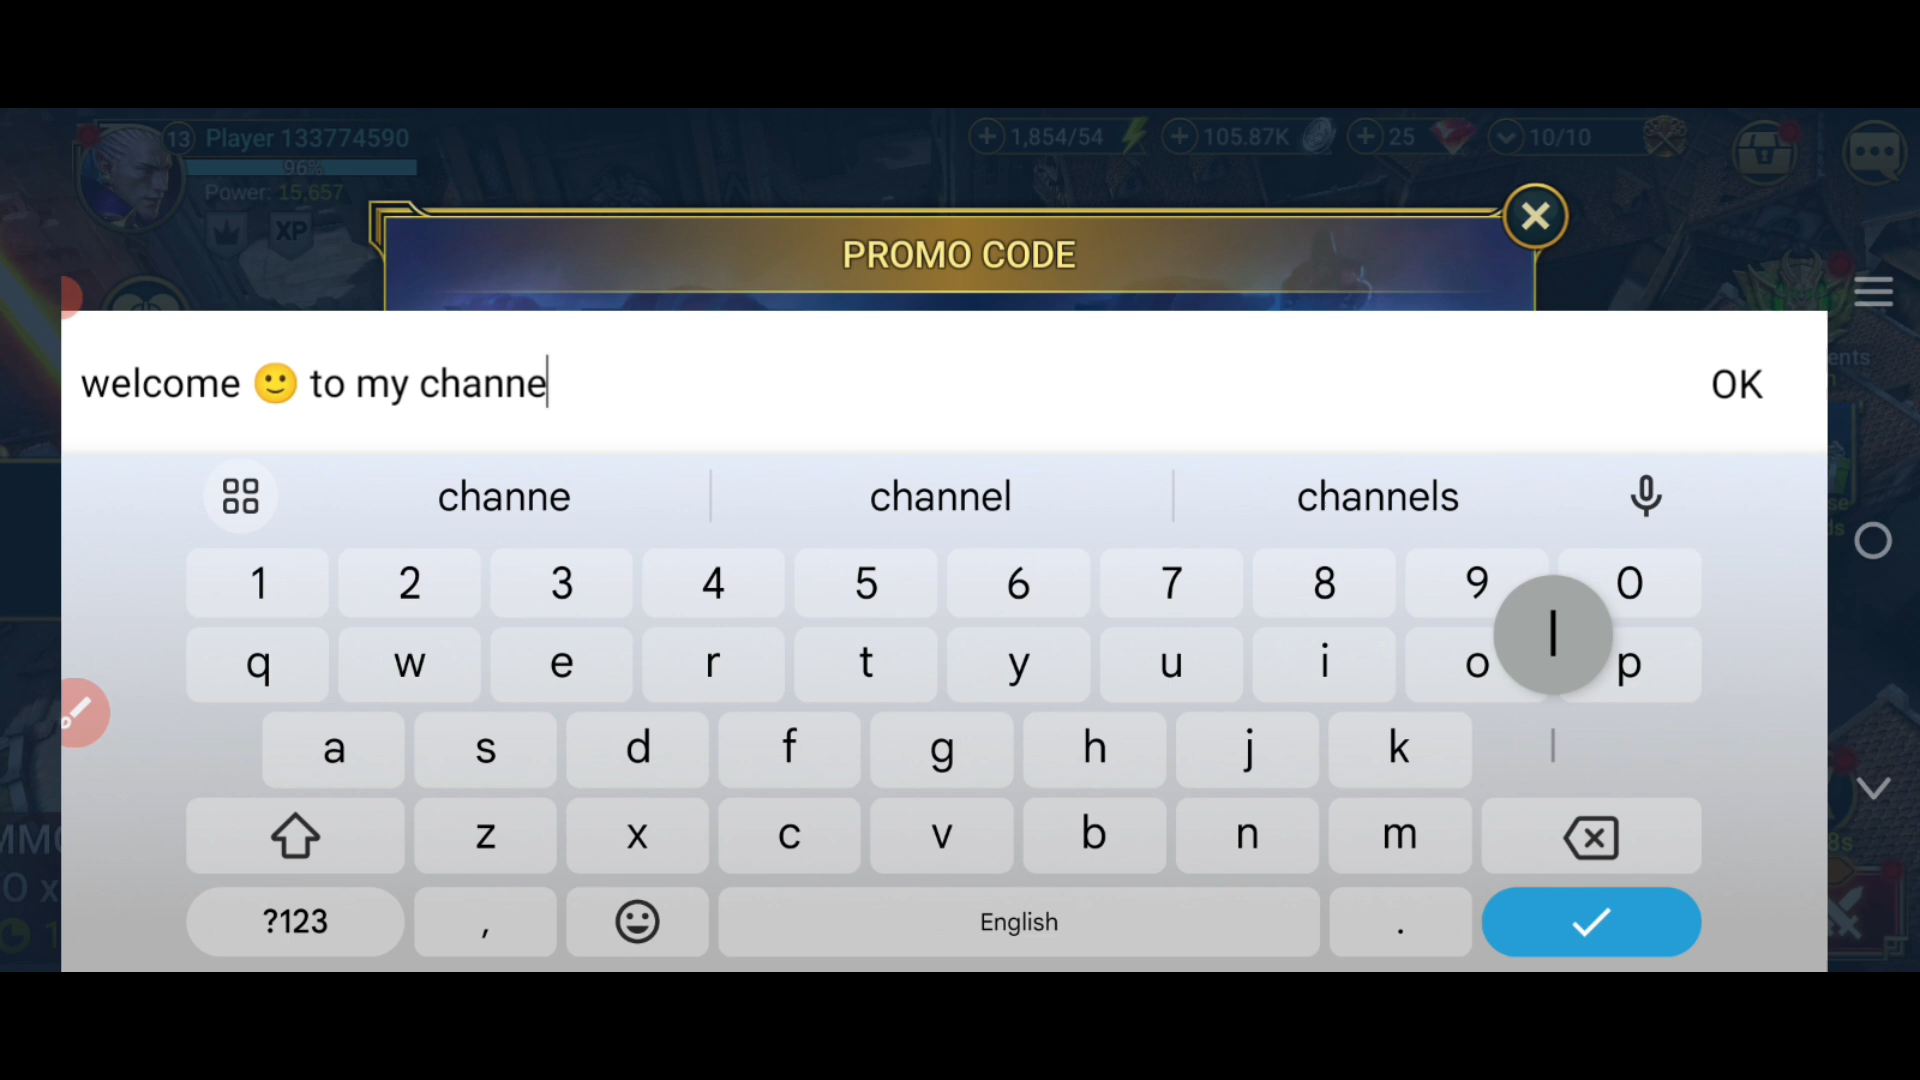 13 Player 133774590
96%
Power: 15,657
XP
1,854/54
105.87K
25
10/10
PROMO CODE
welcome 🙂 to my channe
OK
channe channel channels
1 2 3 4 5 6 7 8 9 0
q w e r t y u i o p
l
a s d f g h j k l
z x c v b n m
?123 , English .